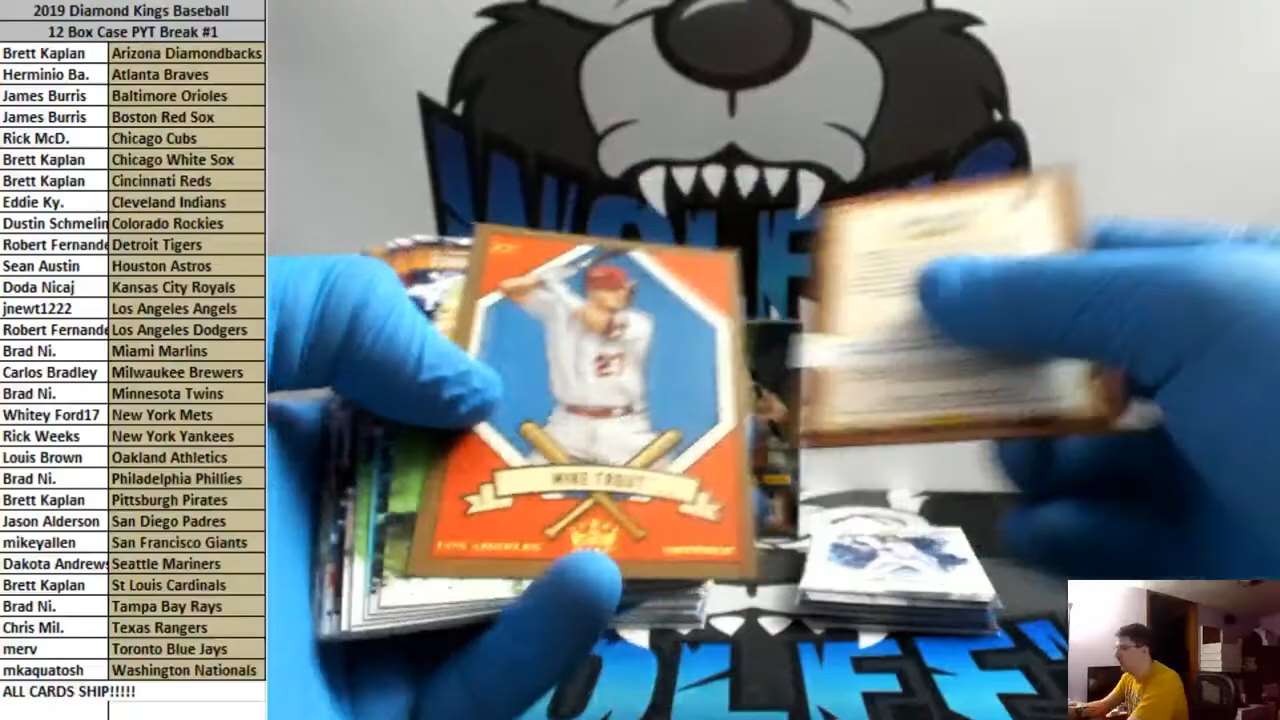 2019 Diamond Kings Baseball
12 Box Case PYT Break #1
Brett Kaplan Arizona Diamondbacks
Herminio Ba. Atlanta Braves
James Burris Baltimore Orioles
James Burris Boston Red Sox
Rick McD. Chicago Cubs
Brett Kaplan Chicago White Sox
Brett Kaplan Cincinnati Reds
Eddie Ky. Cleveland Indians
Dustin Schmelin Colorado Rockies
Robert Fernande Detroit Tigers
Sean Austin Houston Astros
Doda Nicaj Kansas City Royals
jnewt1222 Los Angeles Angels
Robert Fernande Los Angeles Dodgers
Brad Ni. Miami Marlins
Carlos Bradley Milwaukee Brewers
Brad Ni. Minnesota Twins
Whitey Ford17 New York Mets
Rick Weeks New York Yankees
Louis Brown Oakland Athletics
Brad Ni. Philadelphia Phillies
Brett Kaplan Pittsburgh Pirates
Jason Alderson San Diego Padres
mikeyallen San Francisco Giants
Dakota Andrews Seattle Mariners
Brett Kaplan St Louis Cardinals
Brad Ni. Tampa Bay Rays
Chris Mil. Texas Rangers
merv Toronto Blue Jays
mkaquatosh Washington Nationals
ALL CARDS SHIP!!!!!
27
MIKE TROUT
LOS ANGELES